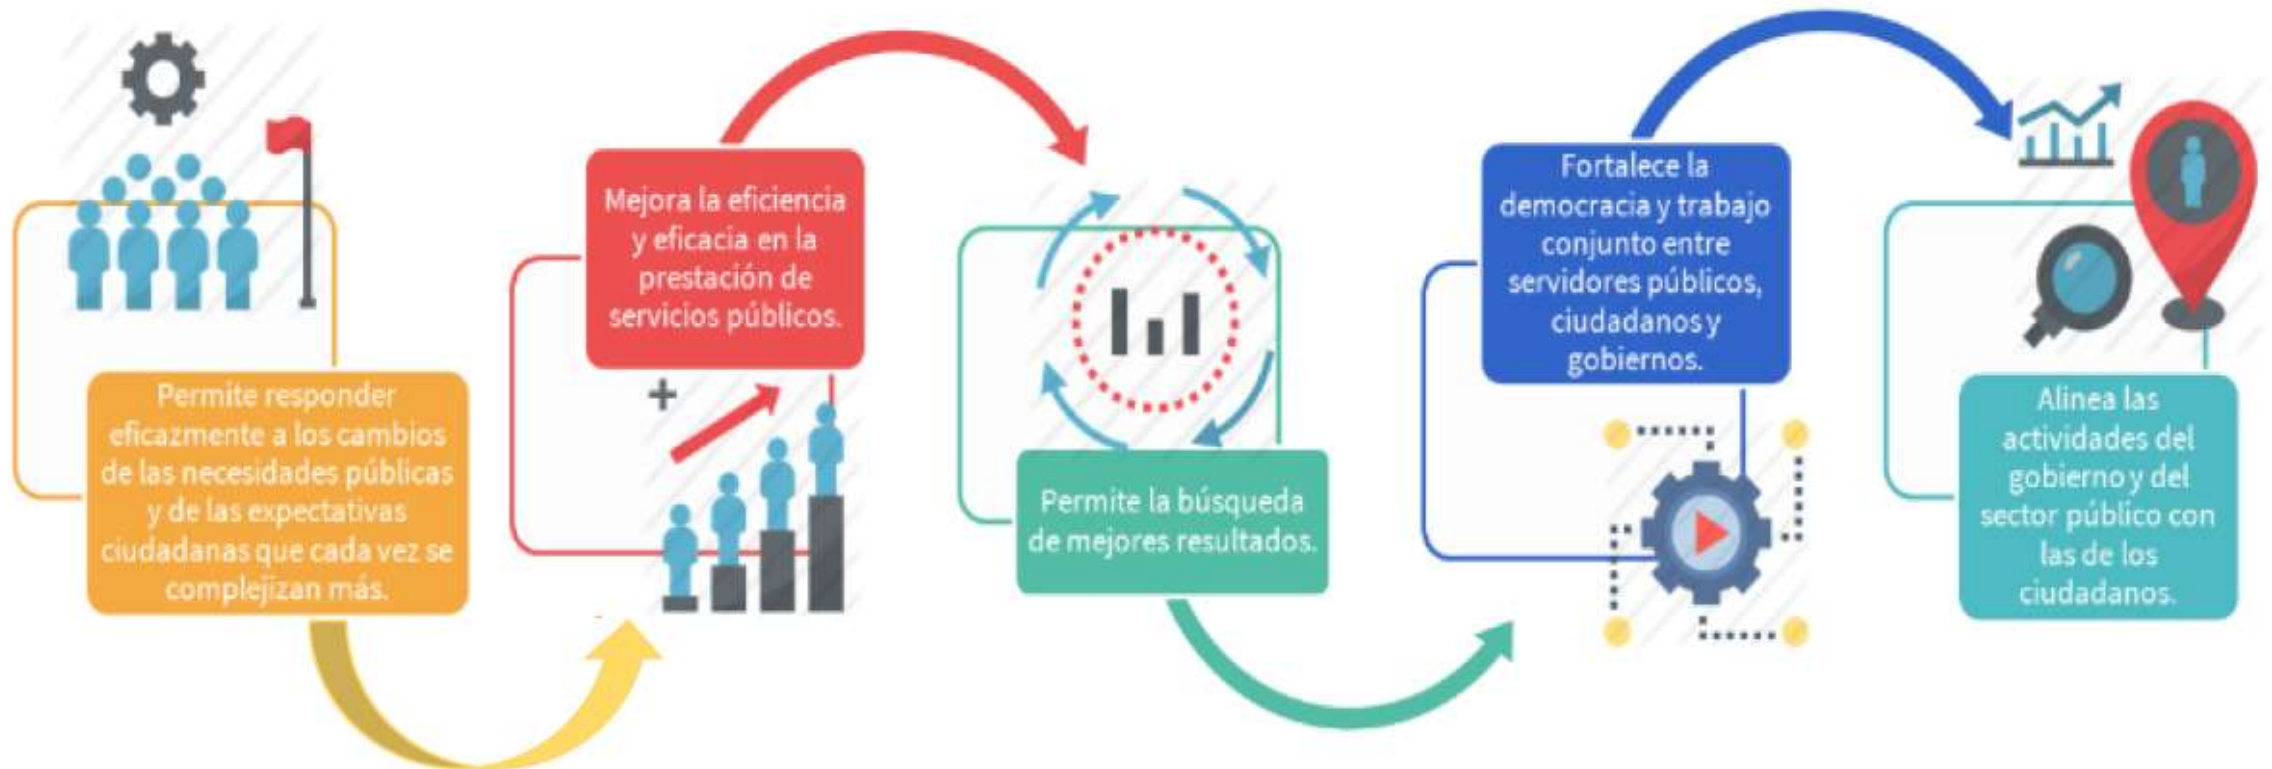 Permite responder
eficazmente a los cambios
de las necesidades públicas
y de las expectativas
ciudadanas que cada vez se
complejizan más.
Mejora la eficiencia
y eficacia en la
prestación de
servicios públicos.
Permite la búsqueda
de mejores resultados.
Fortalece la
democracia y trabajo
conjunto entre
servidores públicos,
ciudadanos y
gobiernos.
Alinea las
actividades del
gobierno y del
sector público con
las de los
ciudadanos.